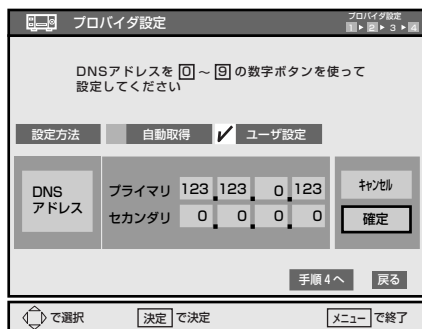 プロバイダ設定
プロバイダ設定
1 ▶ 2 ▶ 3 ▶ 4
DNSアドレスを 0 ~ 9 の数字ボタンを使って
設定してください
設定方法 自動取得 ✓ ユーザ設定
DNS
アドレス
プライマリ 123 . 123 . 0 . 123
セカンダリ 0 . 0 . 0 . 0
キャンセル
確定
手順4へ 戻る
で選択 決定 で決定 メニュー で終了